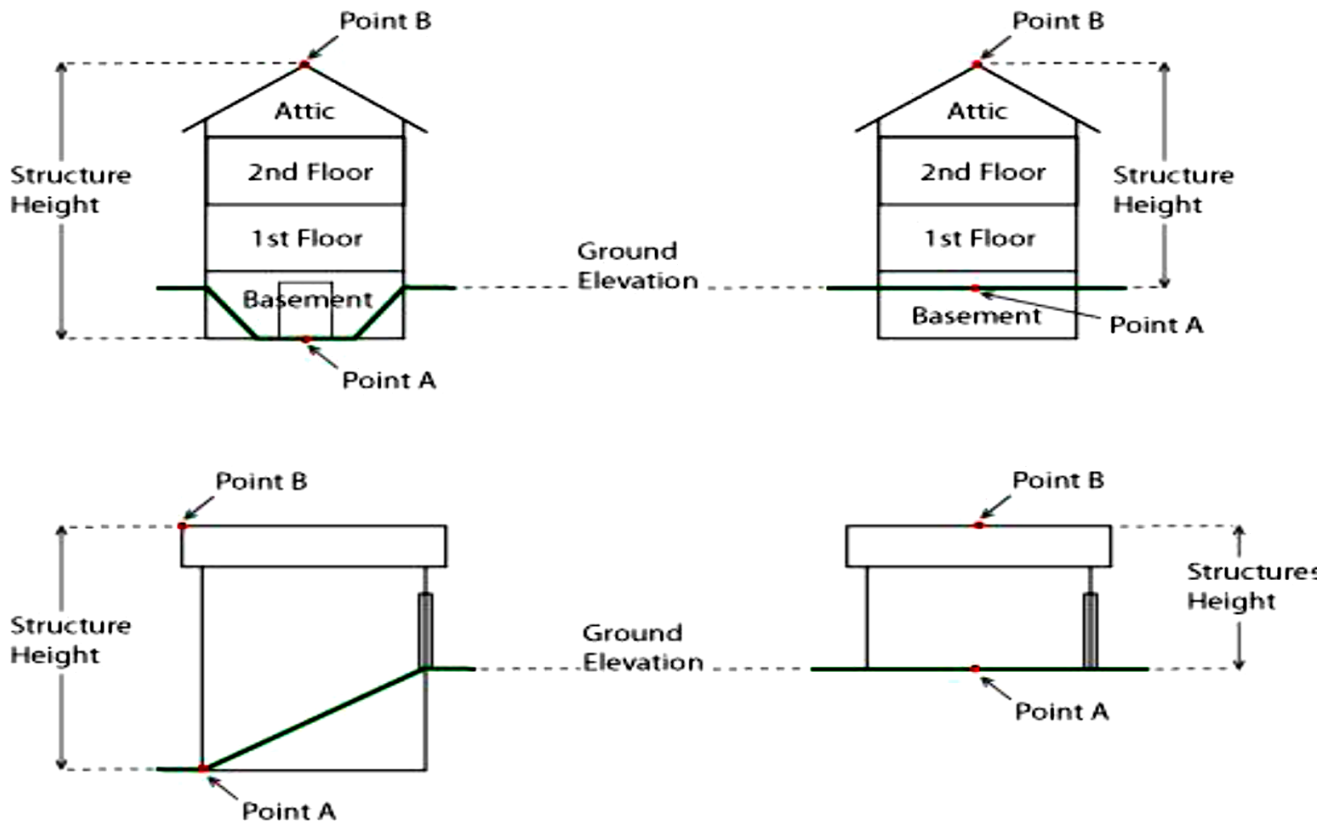 Point B
Attic
2nd Floor
1st Floor
Basement
Structure
Height
Point A
Ground
Elevation
Point B
Attic
2nd Floor
1st Floor
Basement
Structure
Height
Point A
Point B
Structure
Height
Point A
Ground
Elevation
Point B
Structures
Height
Point A